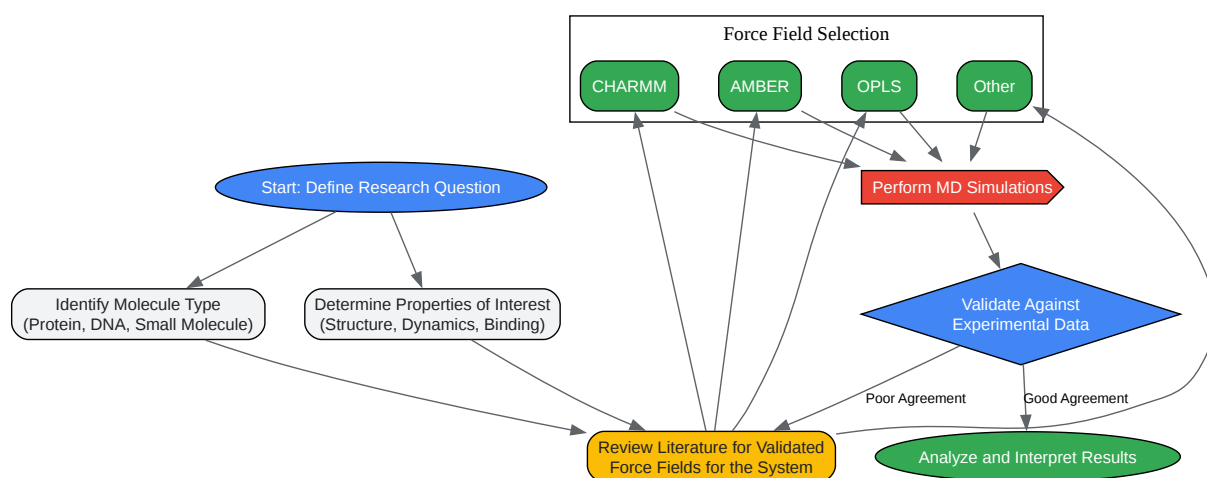 Force Field Selection
CHARMM
AMBER
OPLS
Other
Start: Define Research Question
Perform MD Simulations
Identify Molecule Type
(Protein, DNA, Small Molecule)
Determine Properties of Interest
(Structure, Dynamics, Binding)
Validate Against
Experimental Data
Poor Agreement
Good Agreement
Review Literature for Validated
Force Fields for the System
Analyze and Interpret Results